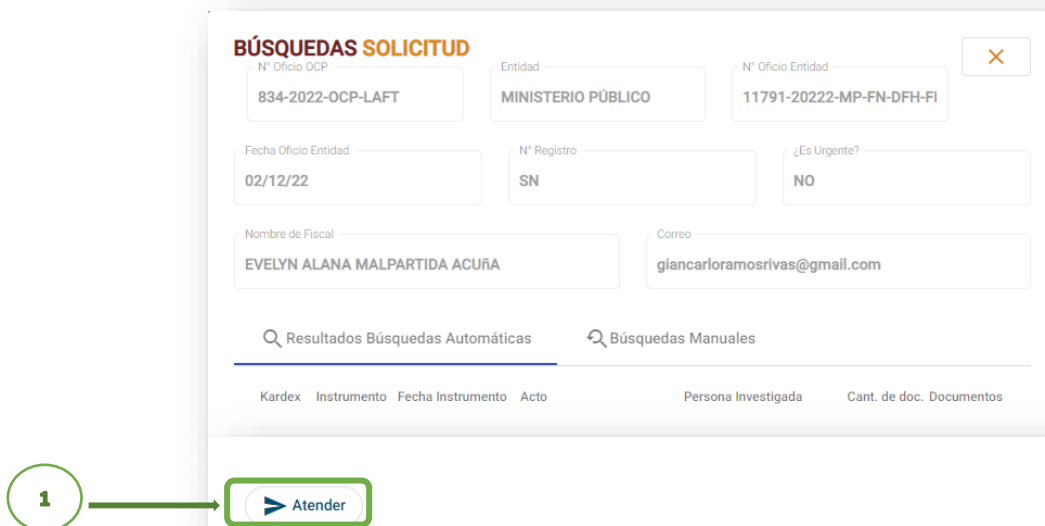 BÚSQUEDAS SOLICITUD
N° Oficio OCP Entidad N° Oficio Entidad
834-2022-OCP-LAFT MINISTERIO PÚBLICO 11791-20222-MP-FN-DFH-FI
Fecha Oficio Entidad N° Registro ¿Es Urgente?
02/12/22 SN NO
Nombre de Fiscal Correo
EVELYN ALANA MALPARTIDA ACUñA giancarloramosrivas@gmail.com
Resultados Búsquedas Automáticas Búsquedas Manuales
Kardex Instrumento Fecha Instrumento Acto Persona Investigada Cant. de doc. Documentos
1 Atender